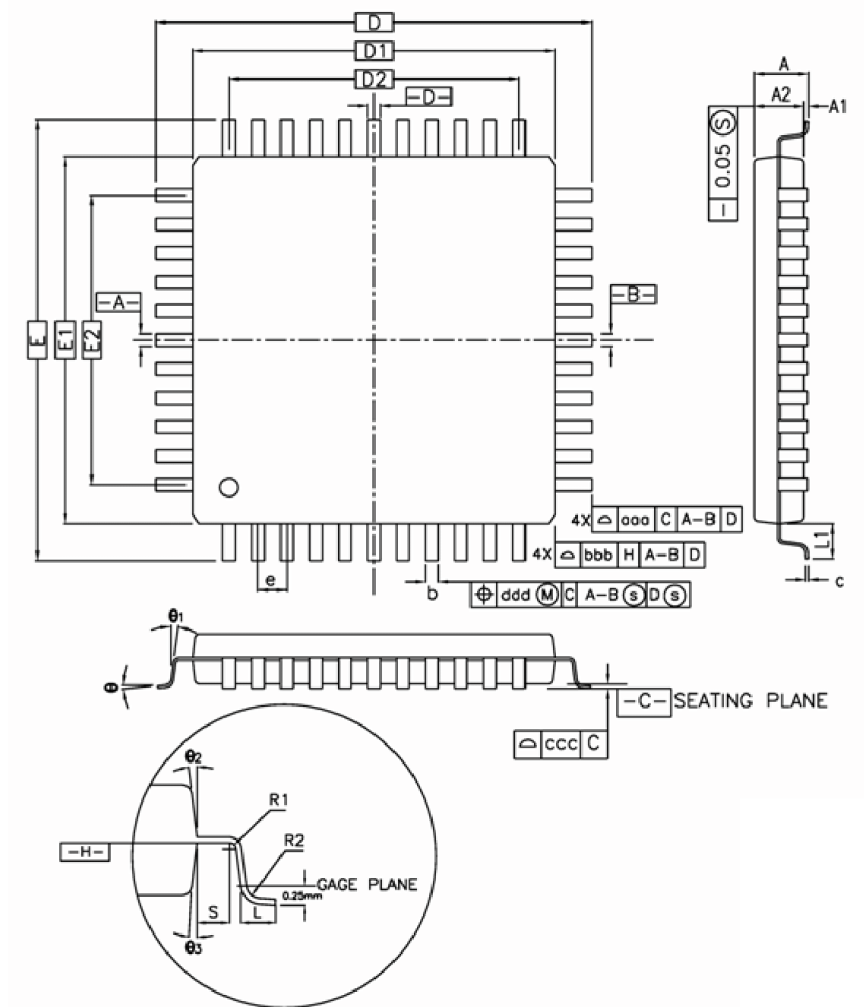 D
D1
D2
-D-
A
A2
A1
- 0.05 Ⓢ
-A-
-B-
E
E1
E2
4X ⌓ aaa C A-B D
4X ⌓ bbb H A-B D
L1
e
b
⌖ ddd Ⓜ C A-B ⓢ D ⓢ
c
θ1
θ
-C- SEATING PLANE
⌓ ccc C
θ2
R1
-H-
R2
GAGE PLANE
0.25mm
S
L
θ3